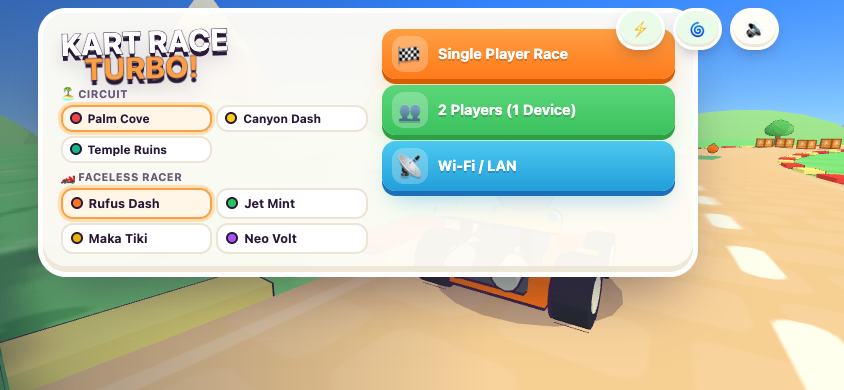 KART RACE
TURBO!
CIRCUIT
Palm Cove
Canyon Dash
Temple Ruins
FACELESS RACER
Rufus Dash
Jet Mint
Maka Tiki
Neo Volt
Single Player Race
2 Players (1 Device)
Wi-Fi / LAN